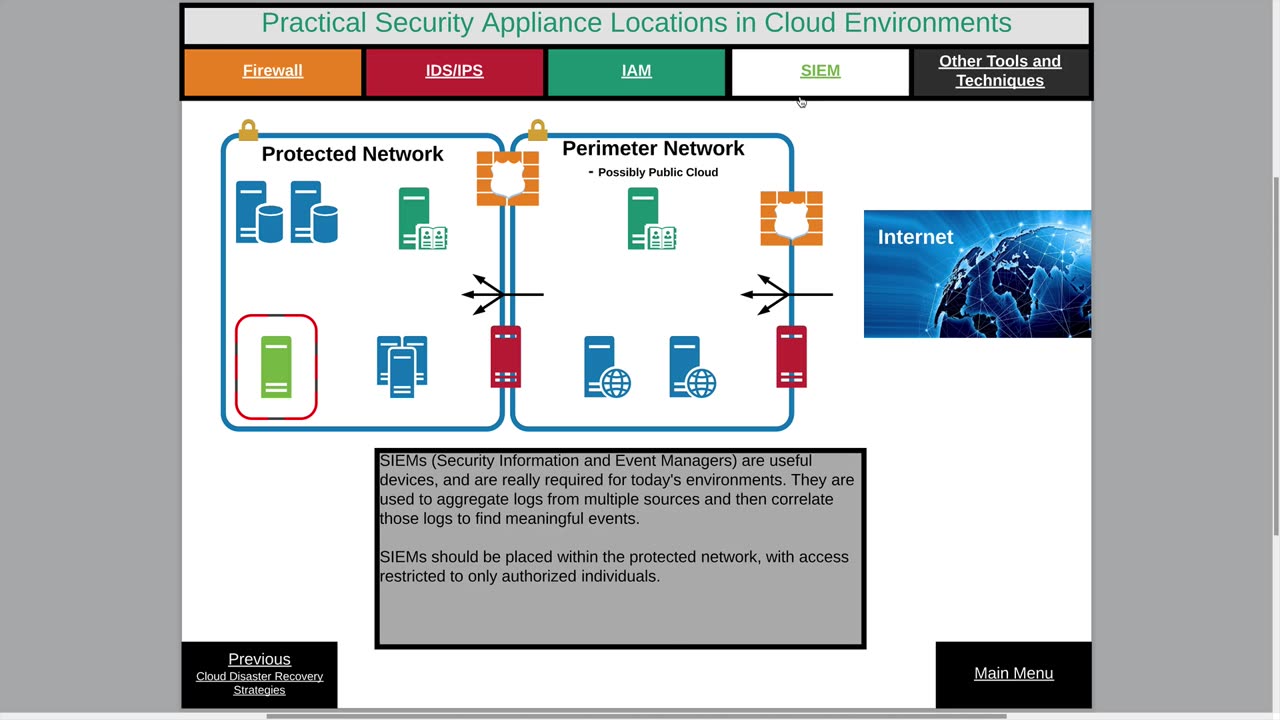 Practical Security Appliance Locations in Cloud Environments
Firewall
IDS/IPS
IAM
SIEM
Other Tools and
Techniques
Protected Network
Perimeter Network
- Possibly Public Cloud
Internet
SIEMs (Security Information and Event Managers) are useful
devices, and are really required for today's environments. They are
used to aggregate logs from multiple sources and then correlate
those logs to find meaningful events.
SIEMs should be placed within the protected network, with access
restricted to only authorized individuals.
Previous
Cloud Disaster Recovery
Strategies
Main Menu